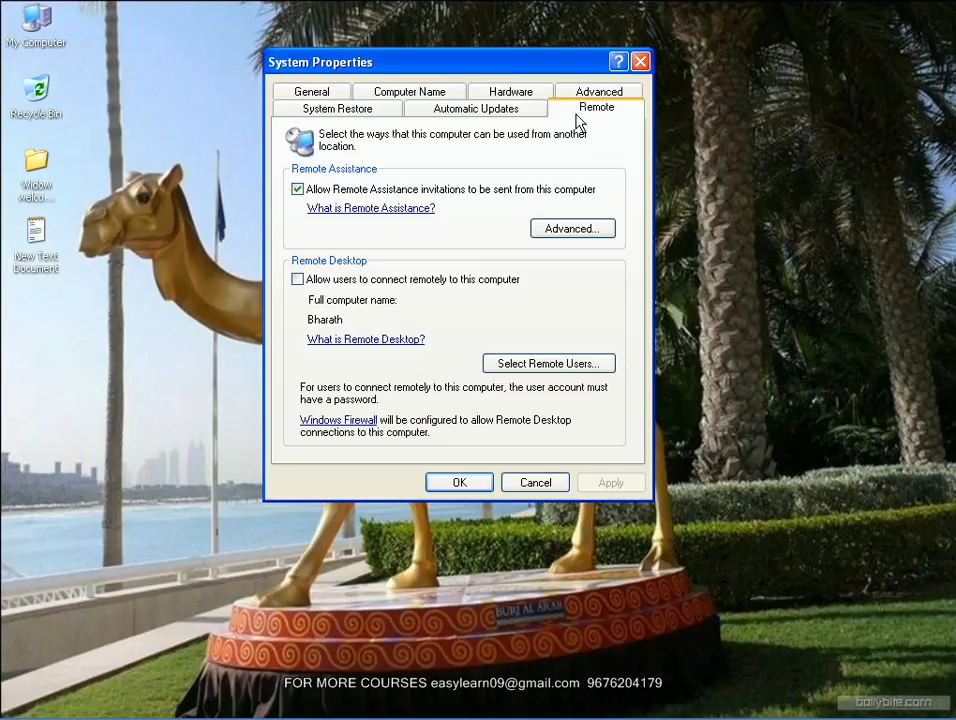 My Computer
Recycle Bin
Widow
welco...
New Text
Document
System Properties
General
Computer Name
Hardware
Advanced
System Restore
Automatic Updates
Remote
Select the ways that this computer can be used from another
location.
Remote Assistance
Allow Remote Assistance invitations to be sent from this computer
What is Remote Assistance?
Advanced...
Remote Desktop
Allow users to connect remotely to this computer
Full computer name:
Bharath
What is Remote Desktop?
Select Remote Users...
For users to connect remotely to this computer, the user account must
have a password.
Windows Firewall will be configured to allow Remote Desktop
connections to this computer.
OK
Cancel
Apply
BURJ AL ARAB
FOR MORE COURSES easylearn09@gmail.com 9676204179
bollybite.com